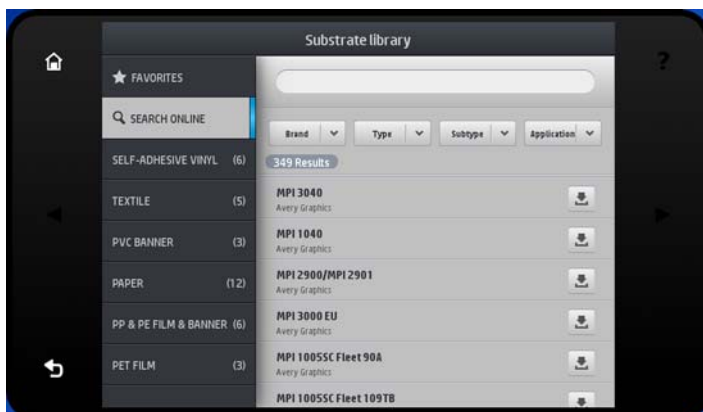 Substrate library
?
FAVORITES
SEARCH ONLINE
SELF-ADHESIVE VINYL (6)
TEXTILE (5)
PVC BANNER (3)
PAPER (12)
PP & PE FILM & BANNER (6)
PET FILM (3)
Brand Type Subtype Application
349 Results
MPI 3040
Avery Graphics
MPI 1040
Avery Graphics
MPI 2900/MPI 2901
Avery Graphics
MPI 3000 EU
Avery Graphics
MPI 1005SC Fleet 90A
Avery Graphics
MPI 1005SC Fleet 109TB